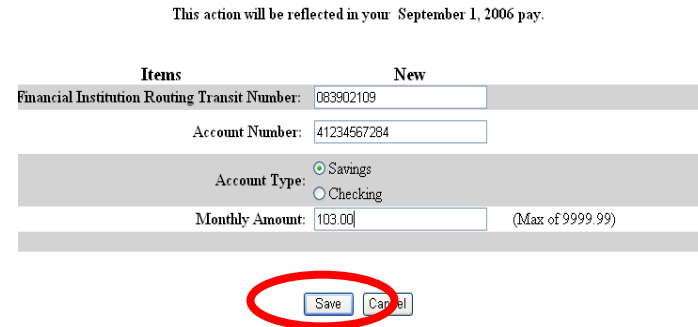 This action will be reflected in your September 1, 2006 pay.
Items New
Financial Institution Routing Transit Number: 083902109
Account Number: 41234567284
Account Type: Savings
Checking
Monthly Amount: 103.00 (Max of 9999.99)
Save Cancel